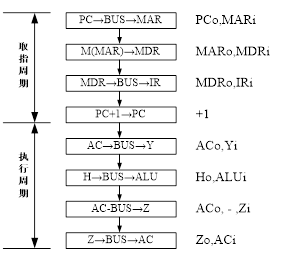 取指周期
PC→BUS→MAR PCo,MARi
M(MAR)→MDR MARo,MDRi
MDR→BUS→IR MDRo,IRi
PC+1→PC +1
执行周期
AC→BUS→Y ACo,Yi
H→BUS→ALU Ho,ALUi
AC-BUS→Z ACo, - ,Zi
Z→BUS→AC Zo,ACi